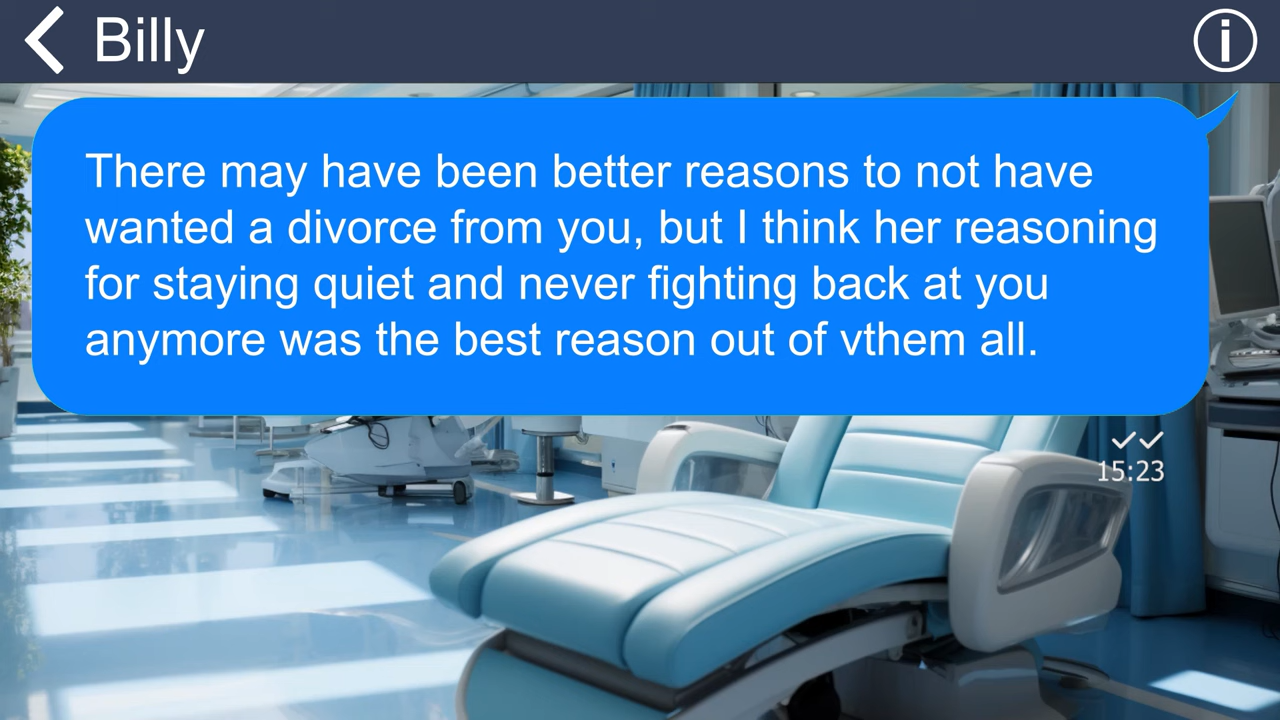 Billy
There may have been better reasons to not have
wanted a divorce from you, but I think her reasoning
for staying quiet and never fighting back at you
anymore was the best reason out of vthem all.
15:23